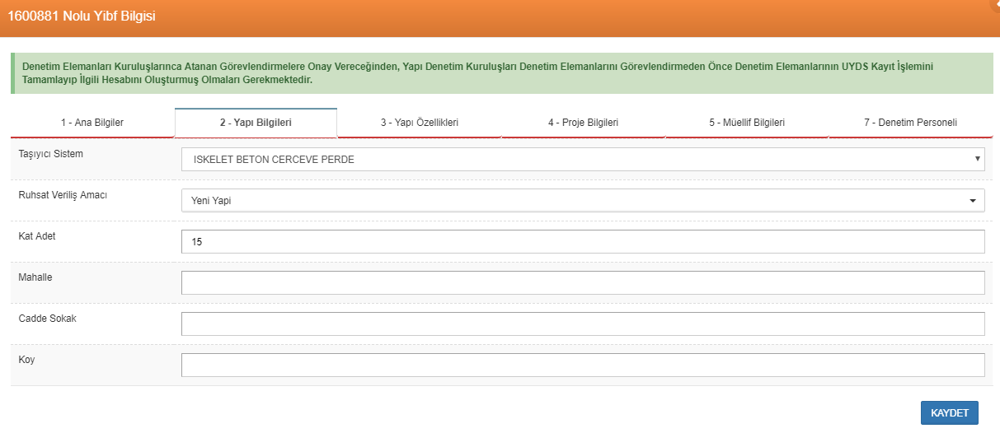 1600881 Nolu Yibf Bilgisi
Denetim Elemanları Kuruluşlarınca Atanan Görevlendirmelere Onay Vereceğinden, Yapı Denetim Kuruluşları Denetim Elemanlarını Görevlendirmeden Önce Denetim Elemanlarının UYDS Kayıt İşlemini
Tamamlayıp İlgili Hesabını Oluşturmuş Olmaları Gerekmektedir.
1 - Ana Bilgiler
2 - Yapı Bilgileri
3 - Yapı Özellikleri
4 - Proje Bilgileri
5 - Müellif Bilgileri
7 - Denetim Personeli
Taşıyıcı Sistem
ISKELET BETON CERCEVE PERDE
Ruhsat Veriliş Amacı
Yeni Yapi
Kat Adet
15
Mahalle
Cadde Sokak
Koy
KAYDET